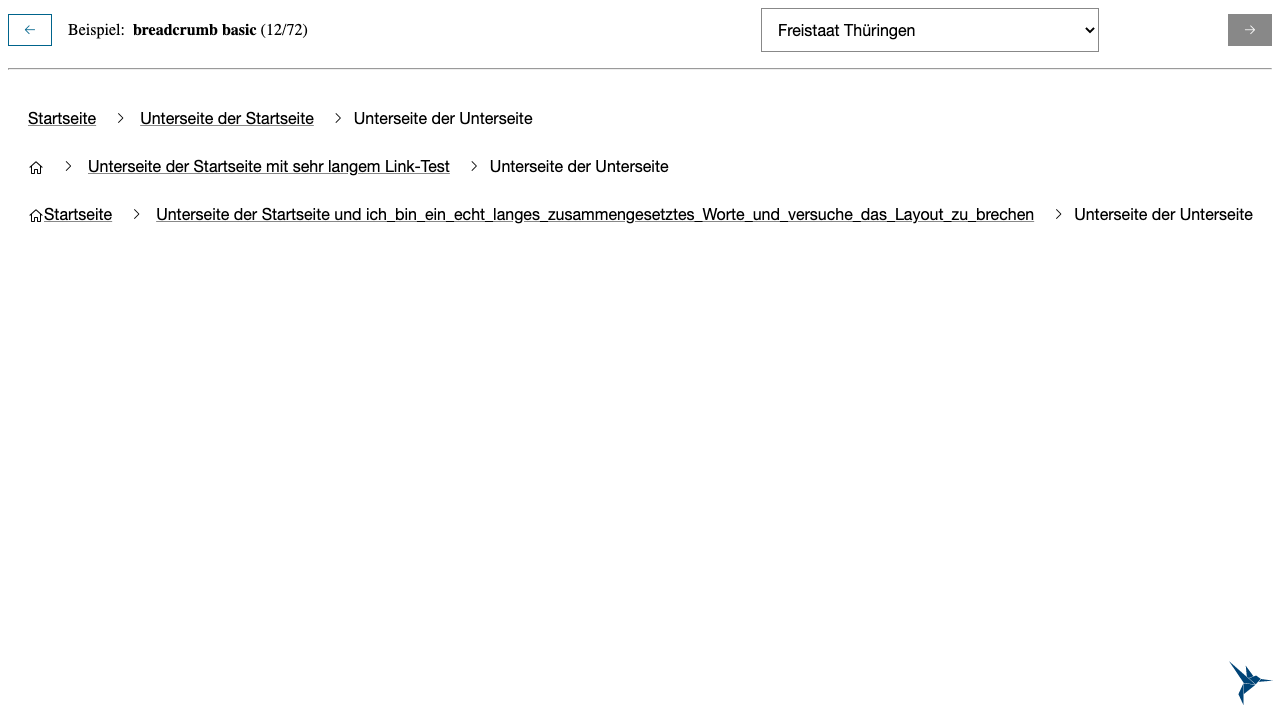 Beispiel: breadcrumb basic (12/72)
Freistaat Thüringen
Startseite Unterseite der Startseite Unterseite der Unterseite
Unterseite der Startseite mit sehr langem Link-Test Unterseite der Unterseite
Startseite Unterseite der Startseite und ich_bin_ein_echt_langes_zusammengesetztes_Worte_und_versuche_das_Layout_zu_brechen Unterseite der Unterseite